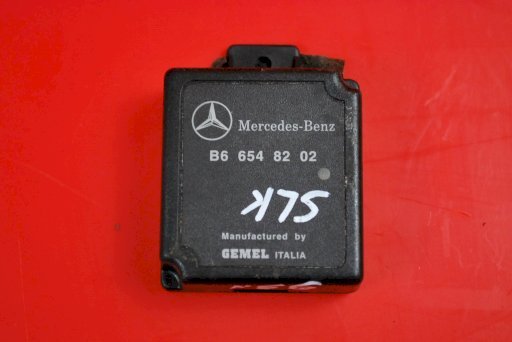 Mercedes-Benz
B6 654 82 02
SLK
Manufactured by
GEMEL ITALIA